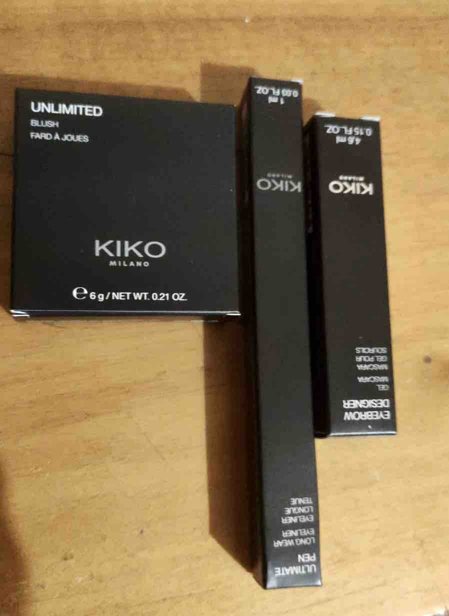 UNLIMITED
BLUSH
FARD À JOUES
KIKO
MILANO
℮ 6 g / NET WT. 0.21 OZ.
ULTIMATE
PEN
LONG WEAR
EYELINER
EYELINER
LONGUE
TENUE
KIKO
MILANO
1 ml
0.03 FL.OZ.
EYEBROW
DESIGNER
GEL
MASCARA
MASCARA
GEL POUR
SOURCILS
KIKO
MILANO
4,6 ml
0.15 FL.OZ.